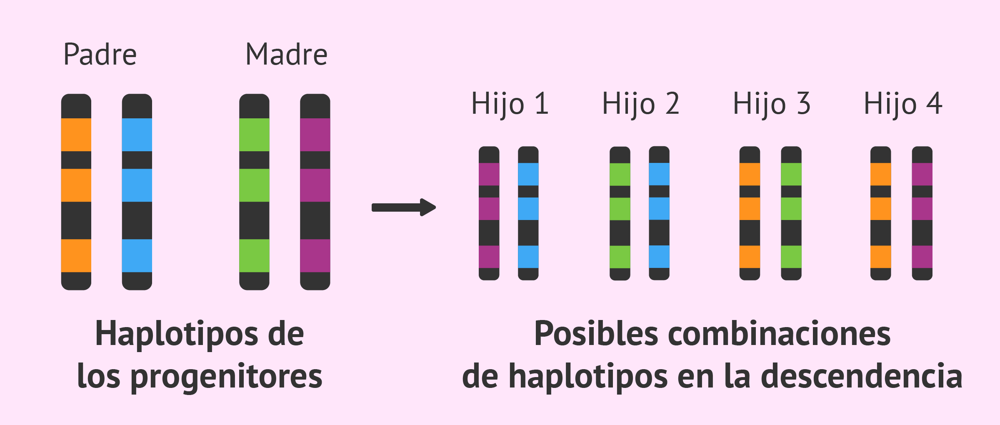 Padre
Madre
Hijo 1
Hijo 2
Hijo 3
Hijo 4
Haplotipos de
los progenitores
Posibles combinaciones
de haplotipos en la descendencia